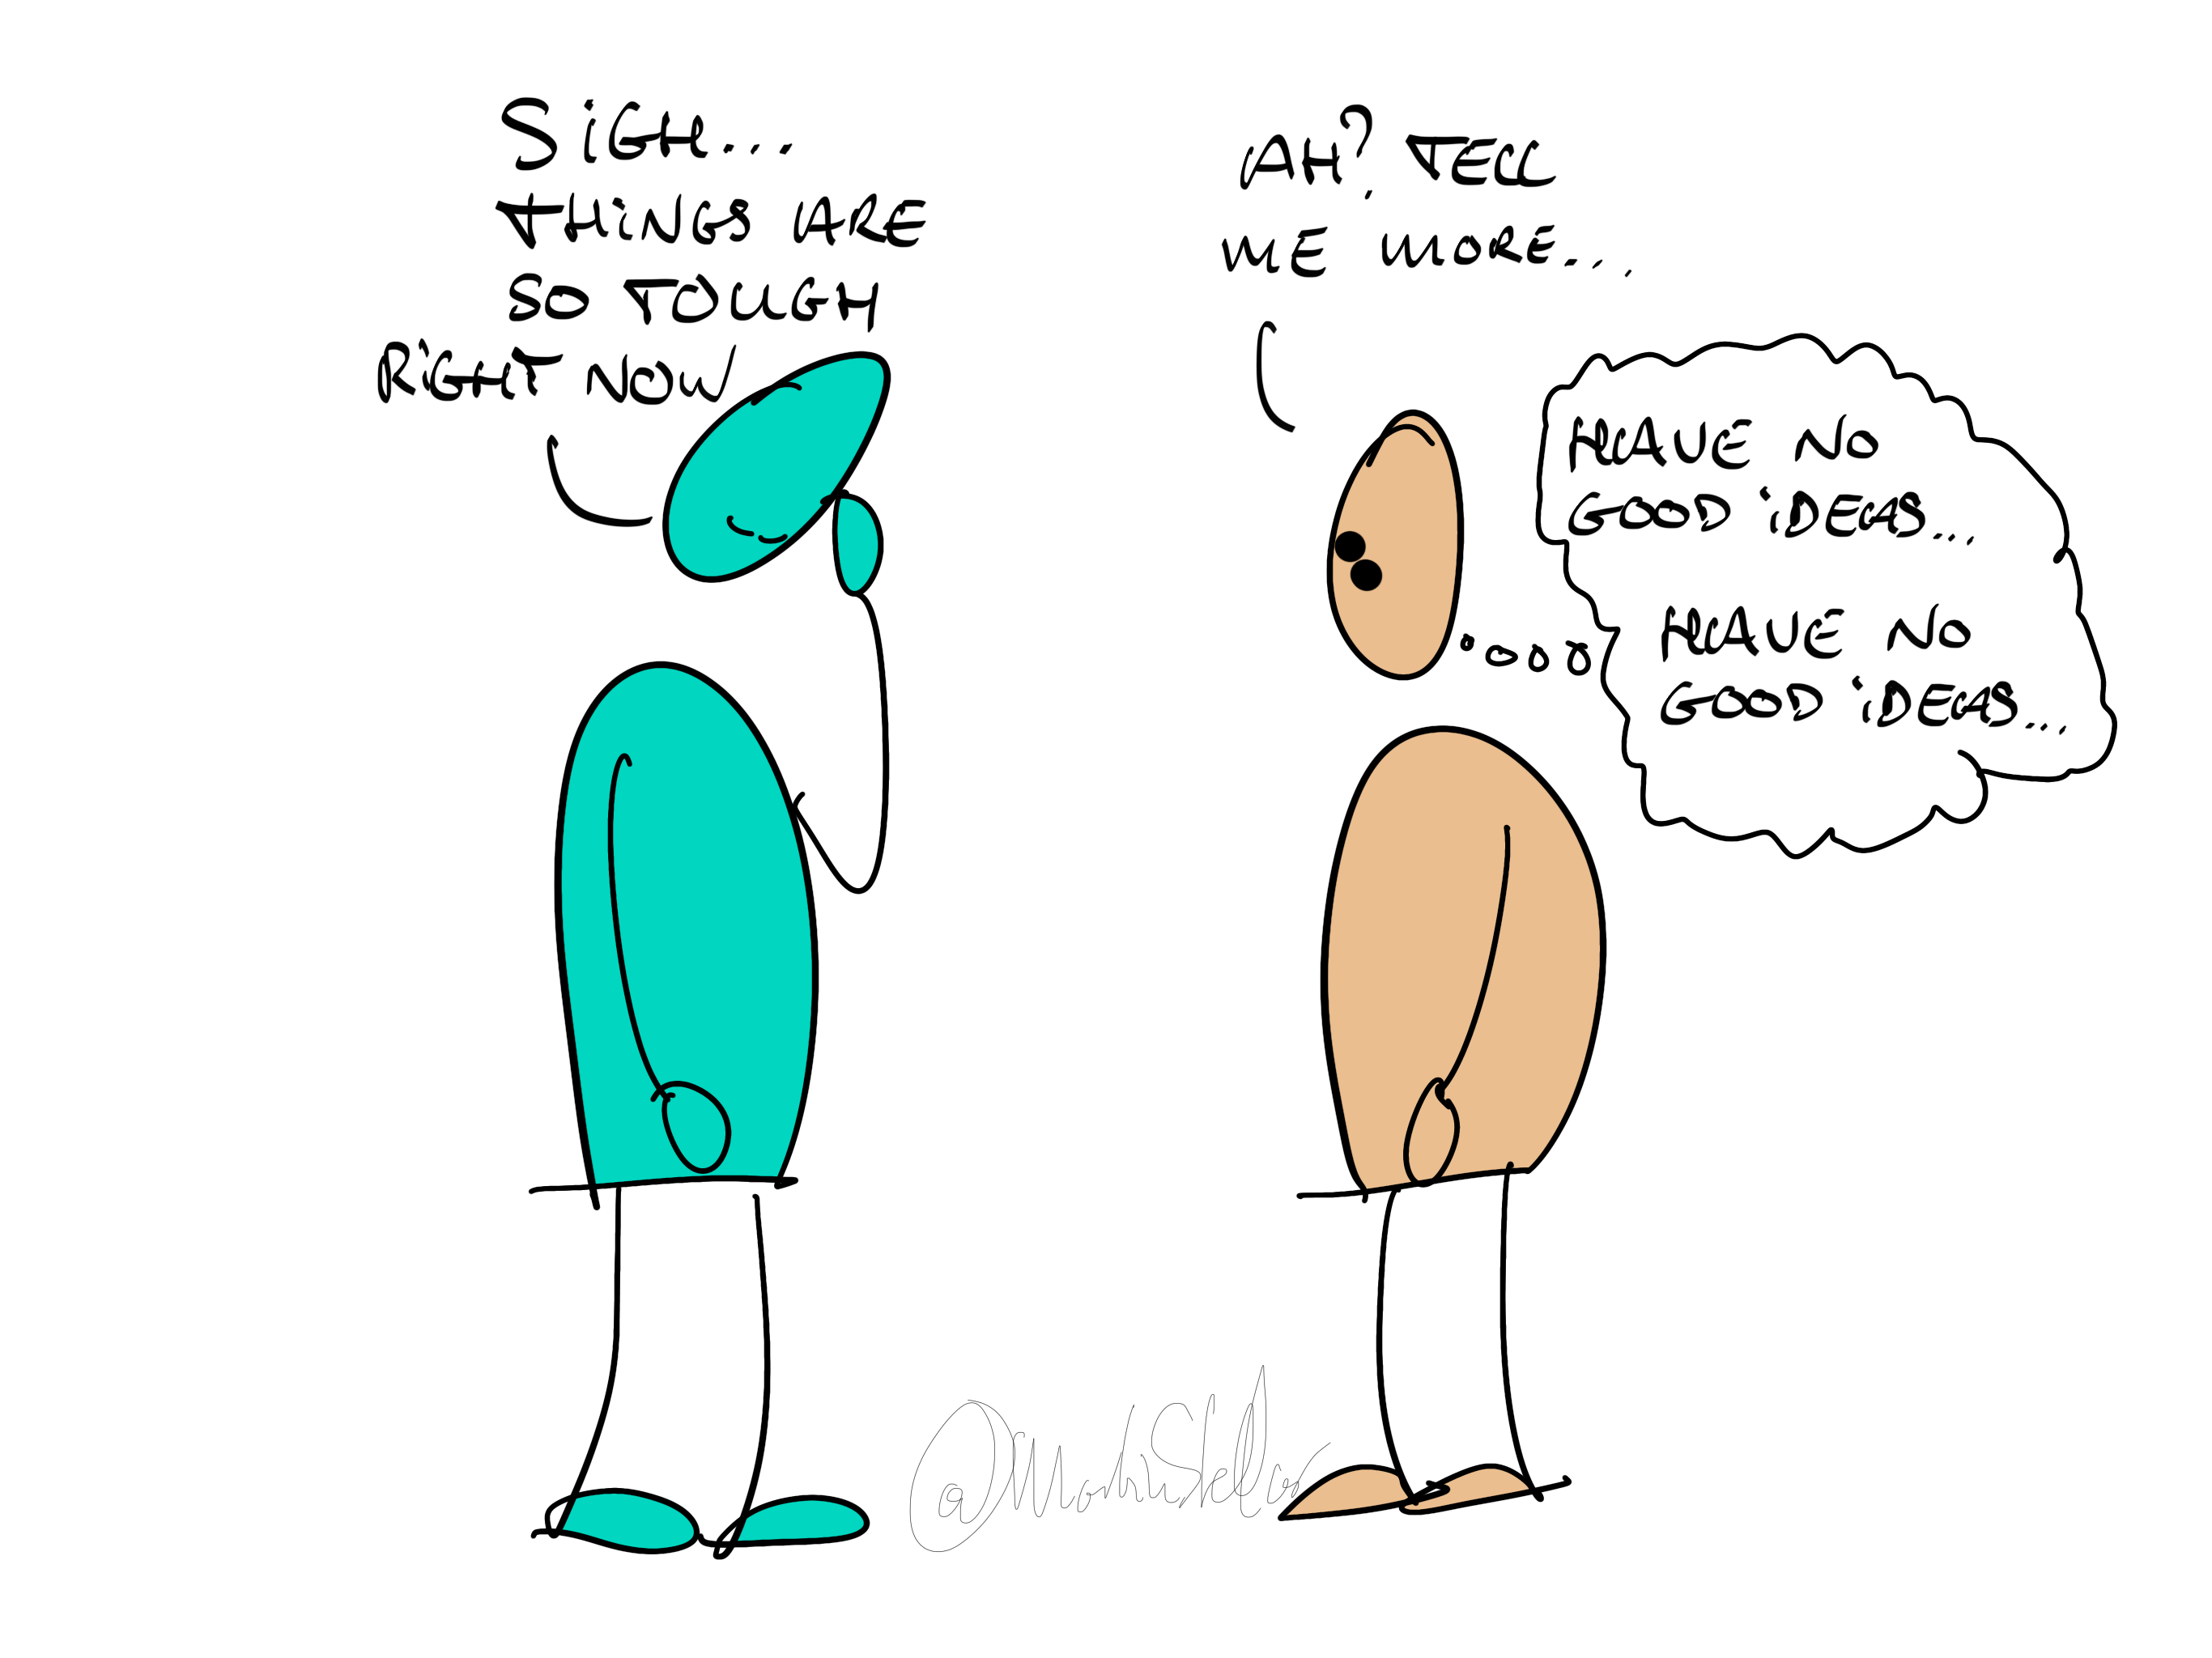 SIGH...
THINGS ARE
SO TOUGH
RIGHT NOW
AH? TELL
ME MORE...
HAVE NO
GOOD IDEAS...
HAVE NO
GOOD IDEAS...